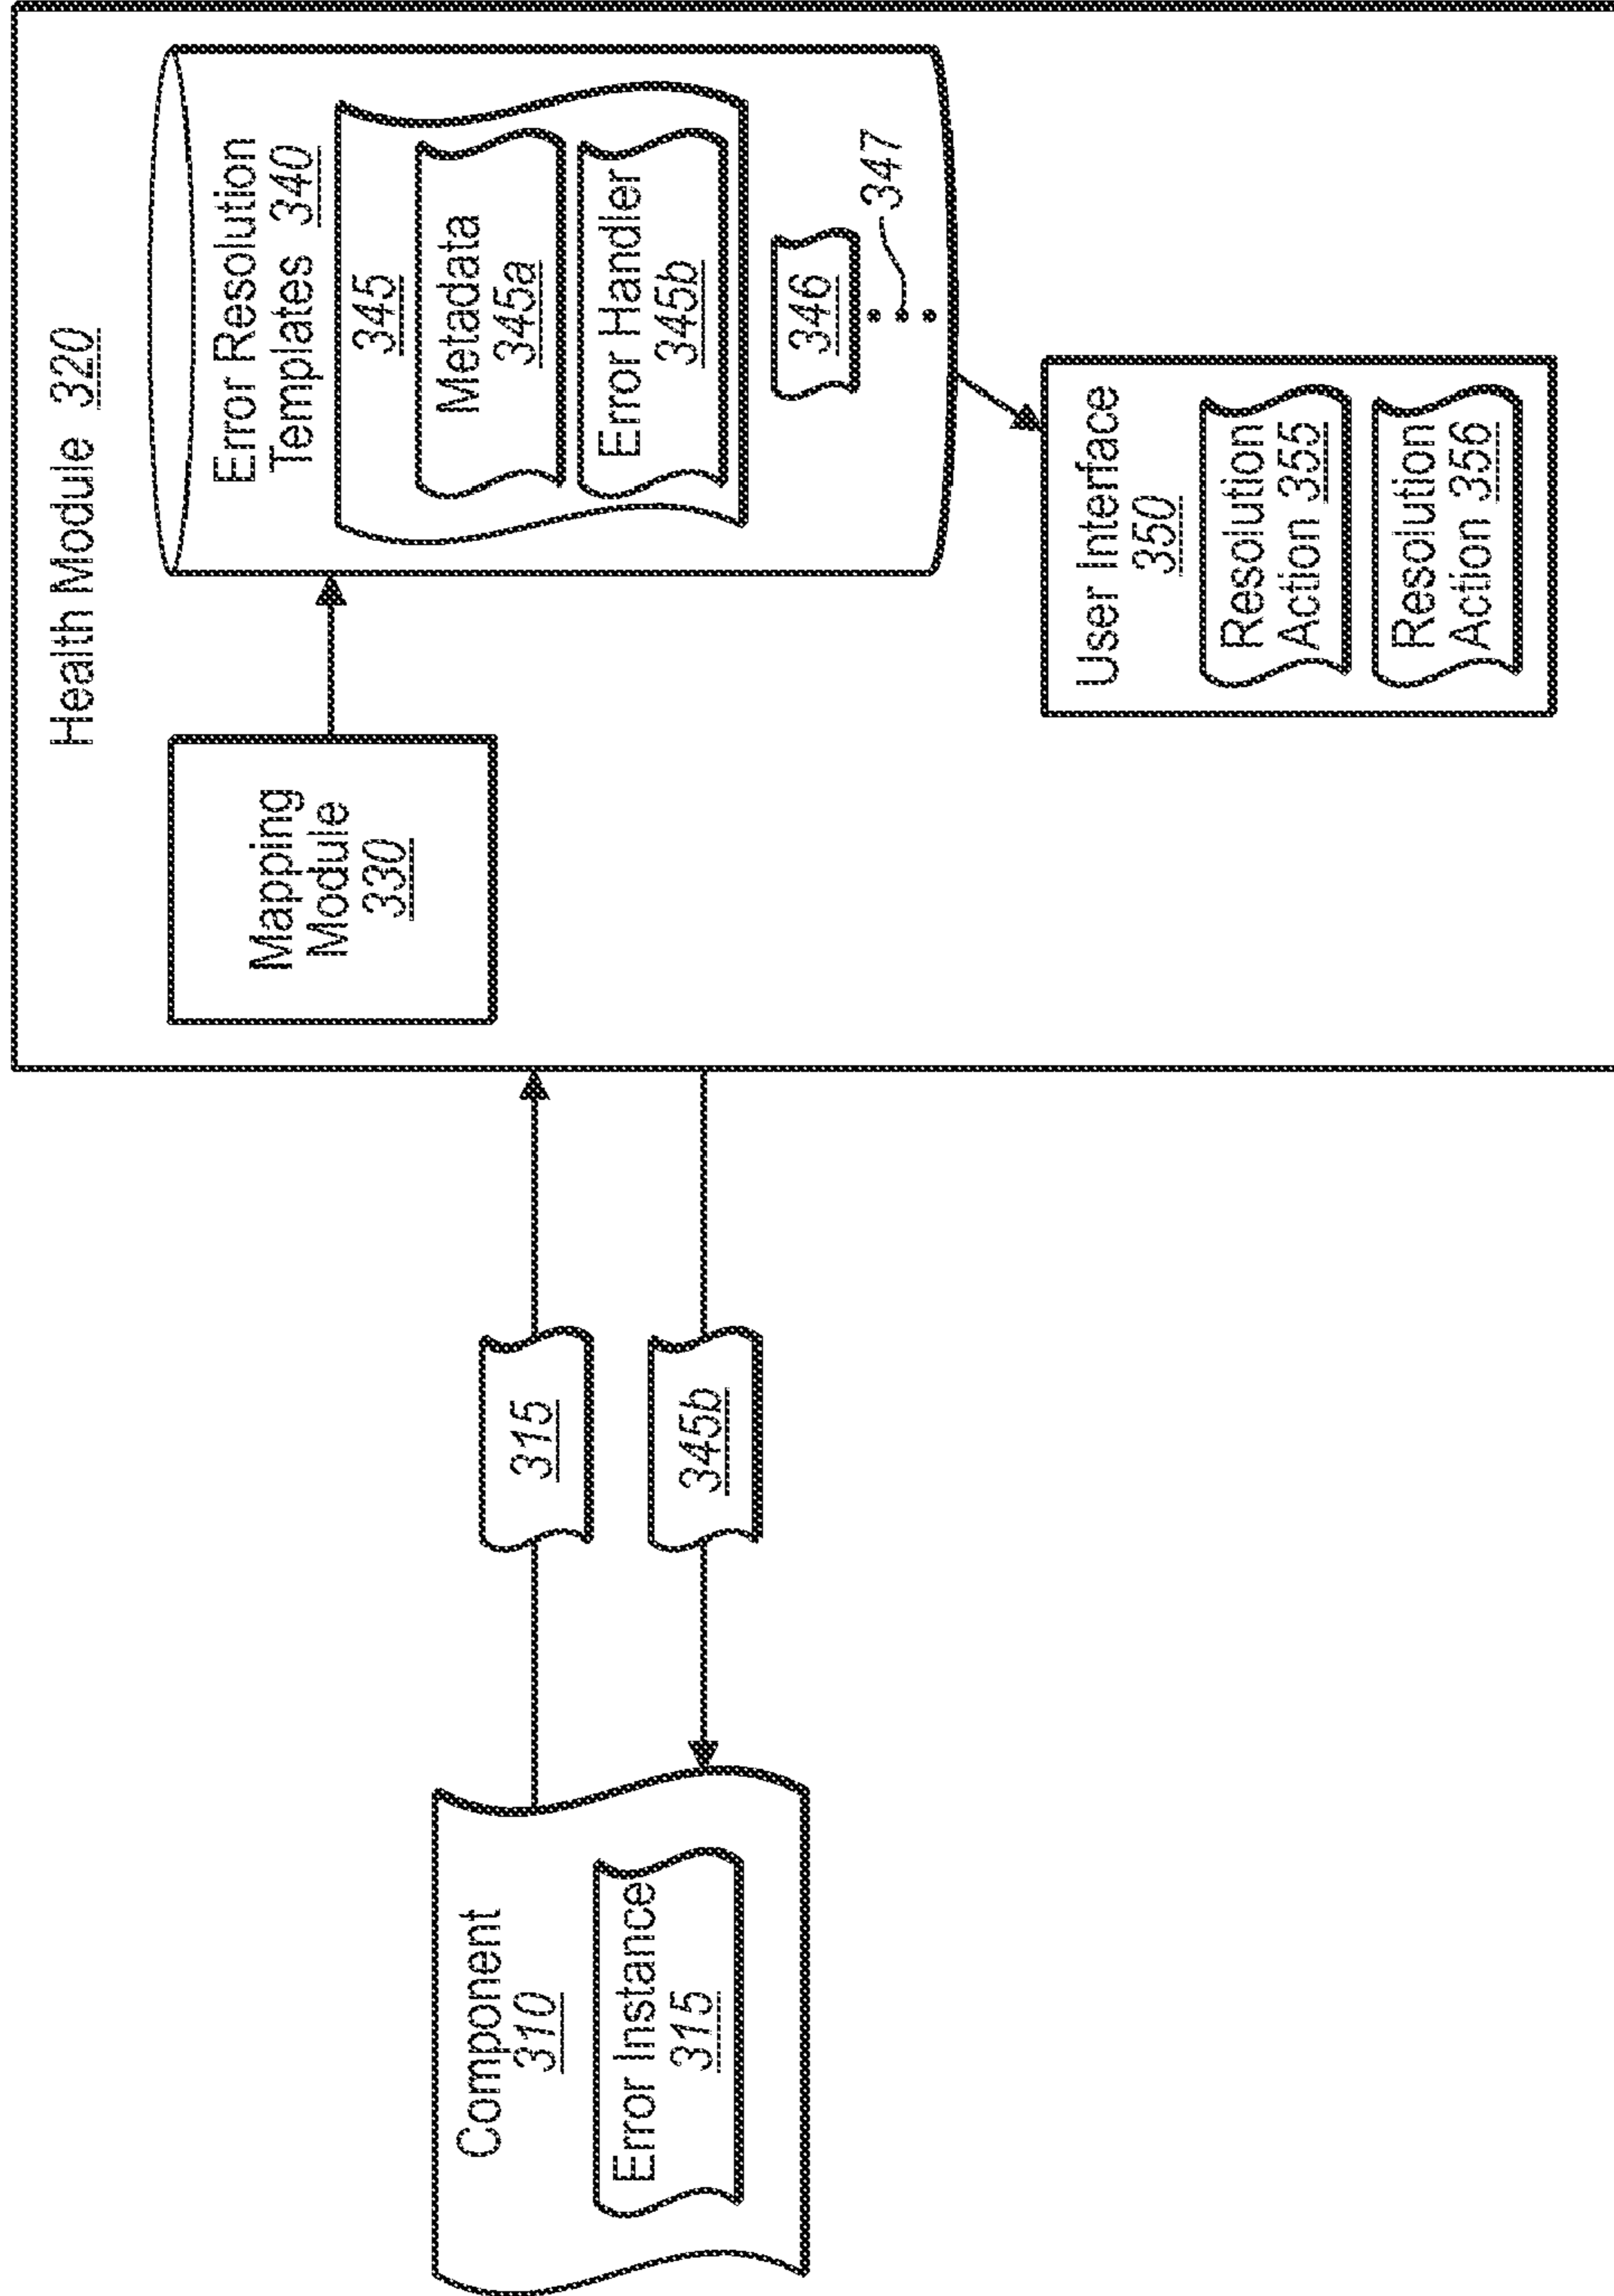 Health Module 320
Mapping
Module
330
Error Resolution
Templates 340
345
Metadata
345a
Error Handler
345b
346
347
User Interface
350
Resolution
Action 355
Resolution
Action 356
315
345b
Component
310
Error Instance
315